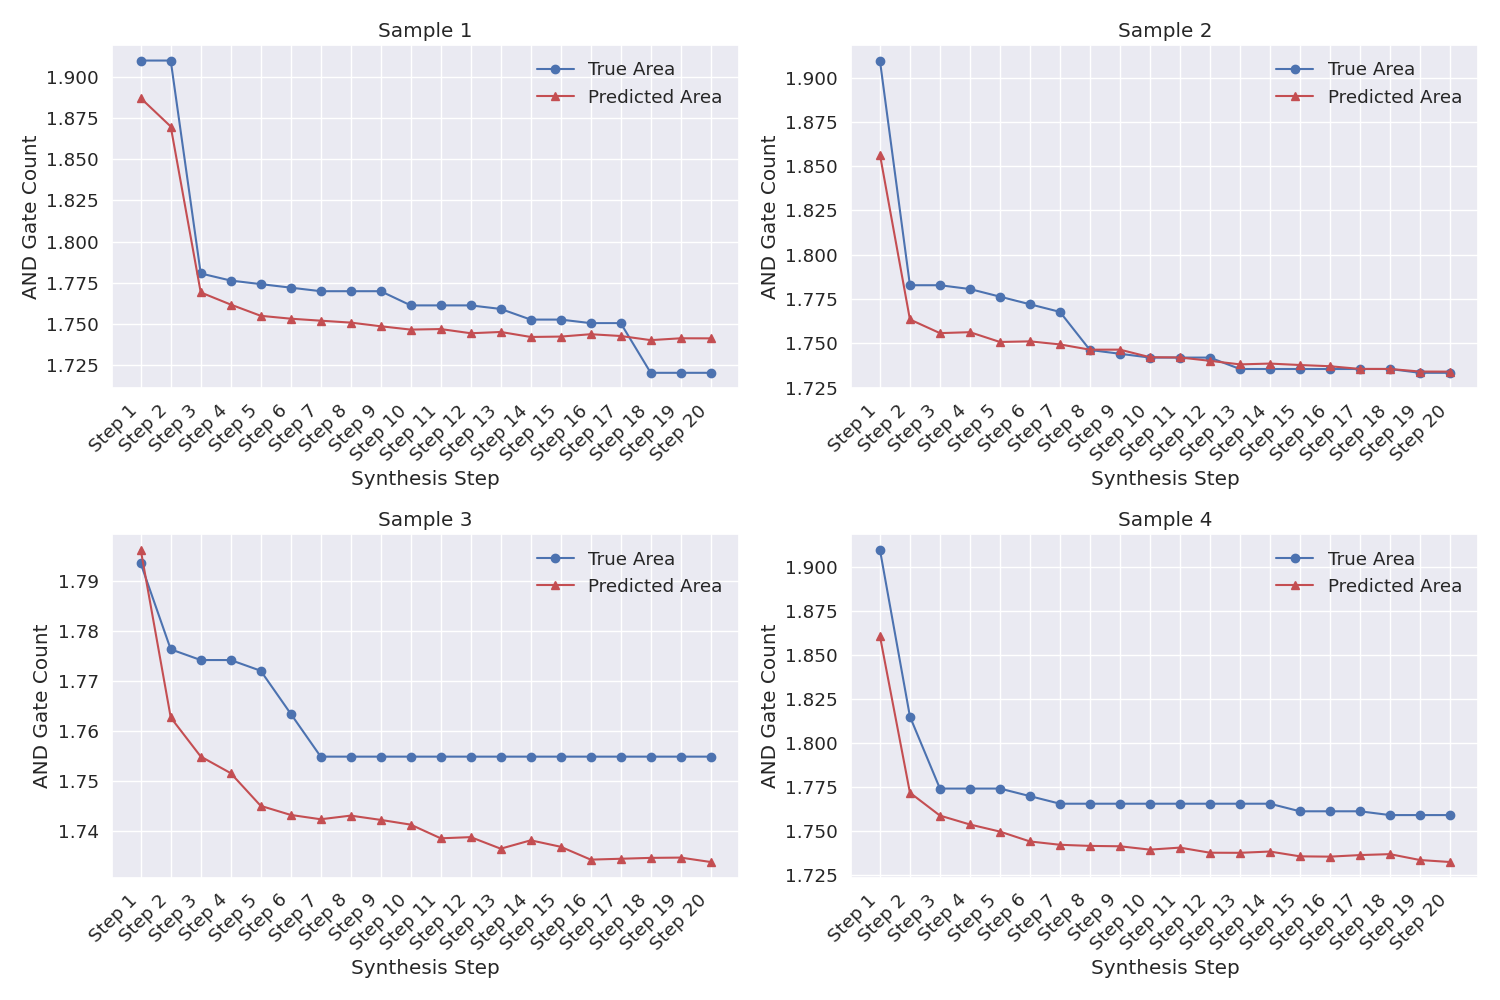 Sample 1
AND Gate Count
1.900
1.875
1.850
1.825
1.800
1.775
1.750
1.725
True Area
Predicted Area
Step 1
Step 2
Step 3
Step 4
Step 5
Step 6
Step 7
Step 8
Step 9
Step 10
Step 11
Step 12
Step 13
Step 14
Step 15
Step 16
Step 17
Step 18
Step 19
Step 20
Synthesis Step
Sample 2
AND Gate Count
1.900
1.875
1.850
1.825
1.800
1.775
1.750
1.725
True Area
Predicted Area
Step 1
Step 2
Step 3
Step 4
Step 5
Step 6
Step 7
Step 8
Step 9
Step 10
Step 11
Step 12
Step 13
Step 14
Step 15
Step 16
Step 17
Step 18
Step 19
Step 20
Synthesis Step
Sample 3
AND Gate Count
1.79
1.78
1.77
1.76
1.75
1.74
True Area
Predicted Area
Step 1
Step 2
Step 3
Step 4
Step 5
Step 6
Step 7
Step 8
Step 9
Step 10
Step 11
Step 12
Step 13
Step 14
Step 15
Step 16
Step 17
Step 18
Step 19
Step 20
Synthesis Step
Sample 4
AND Gate Count
1.900
1.875
1.850
1.825
1.800
1.775
1.750
1.725
True Area
Predicted Area
Step 1
Step 2
Step 3
Step 4
Step 5
Step 6
Step 7
Step 8
Step 9
Step 10
Step 11
Step 12
Step 13
Step 14
Step 15
Step 16
Step 17
Step 18
Step 19
Step 20
Synthesis Step